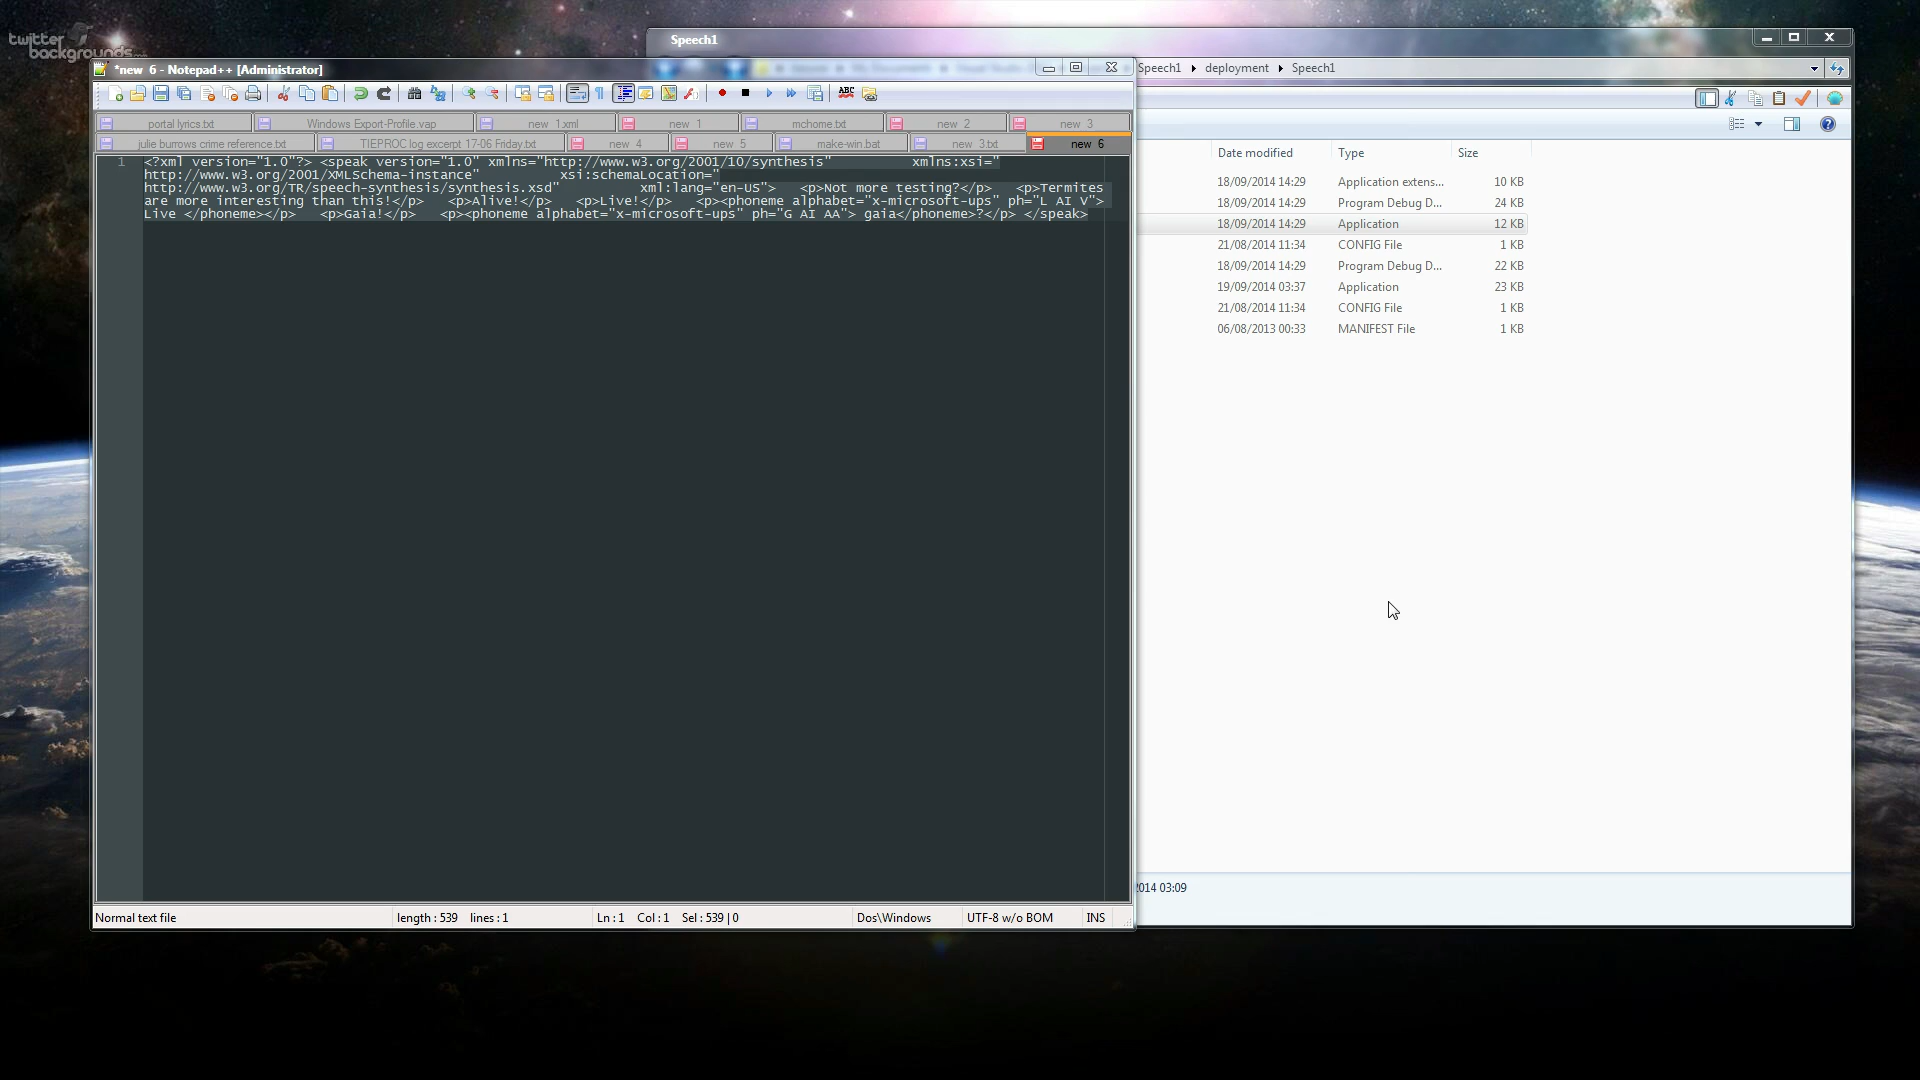 twitter
backgrounds
Speech1
*new 6 - Notepad++ [Administrator]
Speech1 deployment Speech1
ABC
portal lyrics.txt Windows Export-Profile.vap new 1.xml new 1 mchome.txt new 2 new 3
julie burrows crime reference.txt TIEPROC log excerpt 17-06 Friday.txt new 4 new 5 make-win.bat new 3.txt new 6
1 <?xml version="1.0"?> <speak version="1.0" xmlns="http://www.w3.org/2001/10/synthesis" xmlns:xsi="
http://www.w3.org/2001/XMLSchema-instance" xsi:schemaLocation="
http://www.w3.org/TR/speech-synthesis/synthesis.xsd" xml:lang="en-US"> <p>Not more testing?</p> <p>Termites
are more interesting than this!</p> <p>Alive!</p> <p>Live!</p> <p><phoneme alphabet="x-microsoft-ups" ph="L AI V">
Live </phoneme></p> <p>Gaia!</p> <p><phoneme alphabet="x-microsoft-ups" ph="G AI AA"> gaia</phoneme>?</p> </speak>
Normal text file length : 539 lines : 1 Ln : 1 Col : 1 Sel : 539 | 0 Dos\Windows UTF-8 w/o BOM INS
Date modified Type Size
18/09/2014 14:29 Application extens... 10 KB
18/09/2014 14:29 Program Debug D... 24 KB
18/09/2014 14:29 Application 12 KB
21/08/2014 11:34 CONFIG File 1 KB
18/09/2014 14:29 Program Debug D... 22 KB
19/09/2014 03:37 Application 23 KB
21/08/2014 11:34 CONFIG File 1 KB
06/08/2013 00:33 MANIFEST File 1 KB
2014 03:09